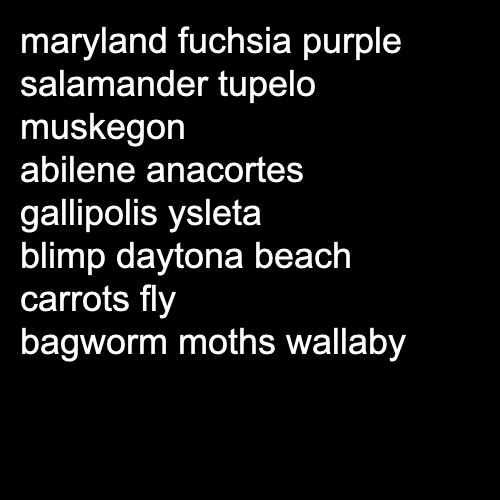 maryland fuchsia purple
salamander tupelo
muskegon
abilene anacortes
gallipolis ysleta
blimp daytona beach
carrots fly
bagworm moths wallaby